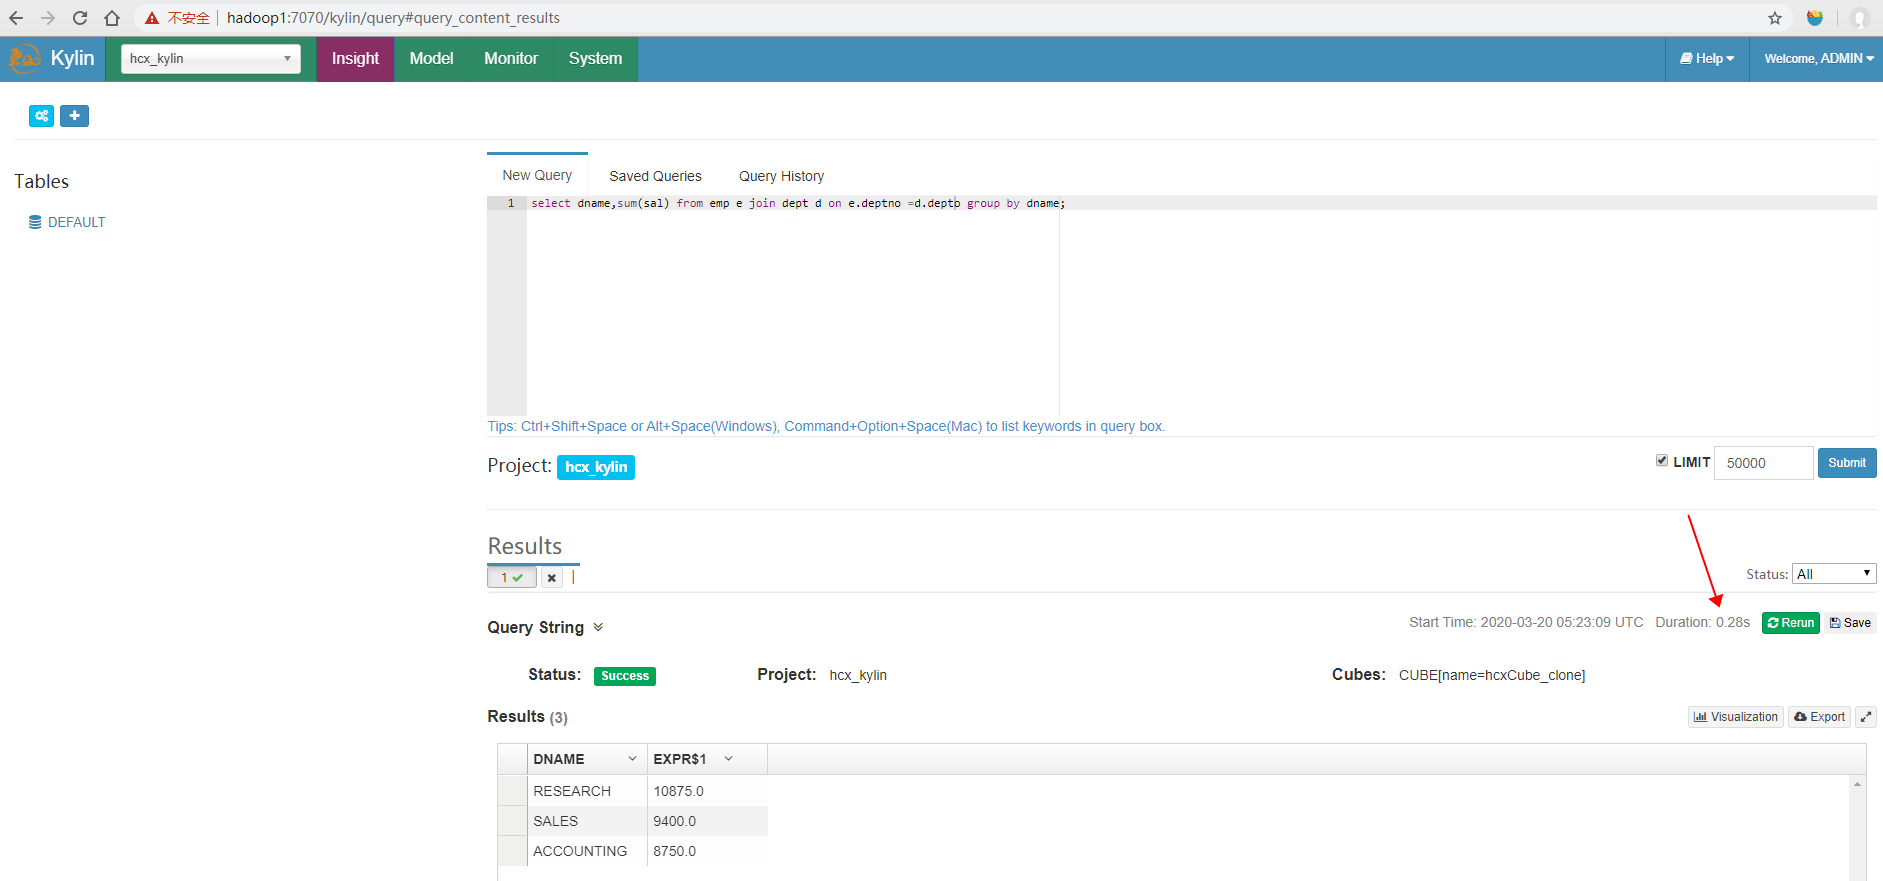 不安全 hadoop1:7070/kylin/query#query_content_results
Kylin hcx_kylin Insight Model Monitor System Help Welcome, ADMIN
Tables
DEFAULT
New Query Saved Queries Query History
1 select dname,sum(sal) from emp e join dept d on e.deptno =d.depto group by dname;
Tips: Ctrl+Shift+Space or Alt+Space(Windows), Command+Option+Space(Mac) to list keywords in query box.
Project: hcx_kylin LIMIT 50000 Submit
Results
1 Status: All
Query String Start Time: 2020-03-20 05:23:09 UTC Duration: 0.28s Rerun Save
Status: Success Project: hcx_kylin Cubes: CUBE[name=hcxCube_clone]
Results (3) Visualization Export
DNAME EXPR$1
RESEARCH 10875.0
SALES 9400.0
ACCOUNTING 8750.0